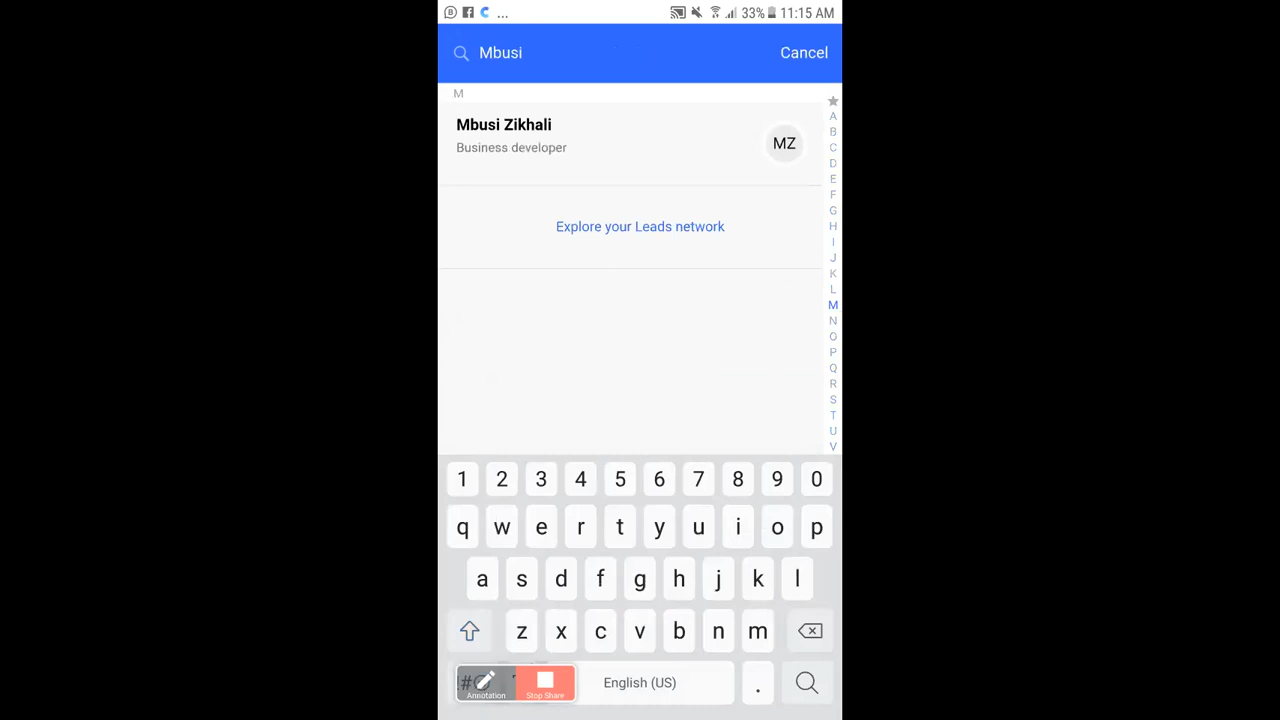 ... 33% 11:15 AM
Mbusi Cancel
M
Mbusi Zikhali
Business developer
MZ
Explore your Leads network
A
B
C
D
E
F
G
H
I
J
K
L
M
N
O
P
Q
R
S
T
U
V
1 2 3 4 5 6 7 8 9 0
q w e r t y u i o p
a s d f g h j k l
z x c v b n m
English (US) .
Annotation Stop Share